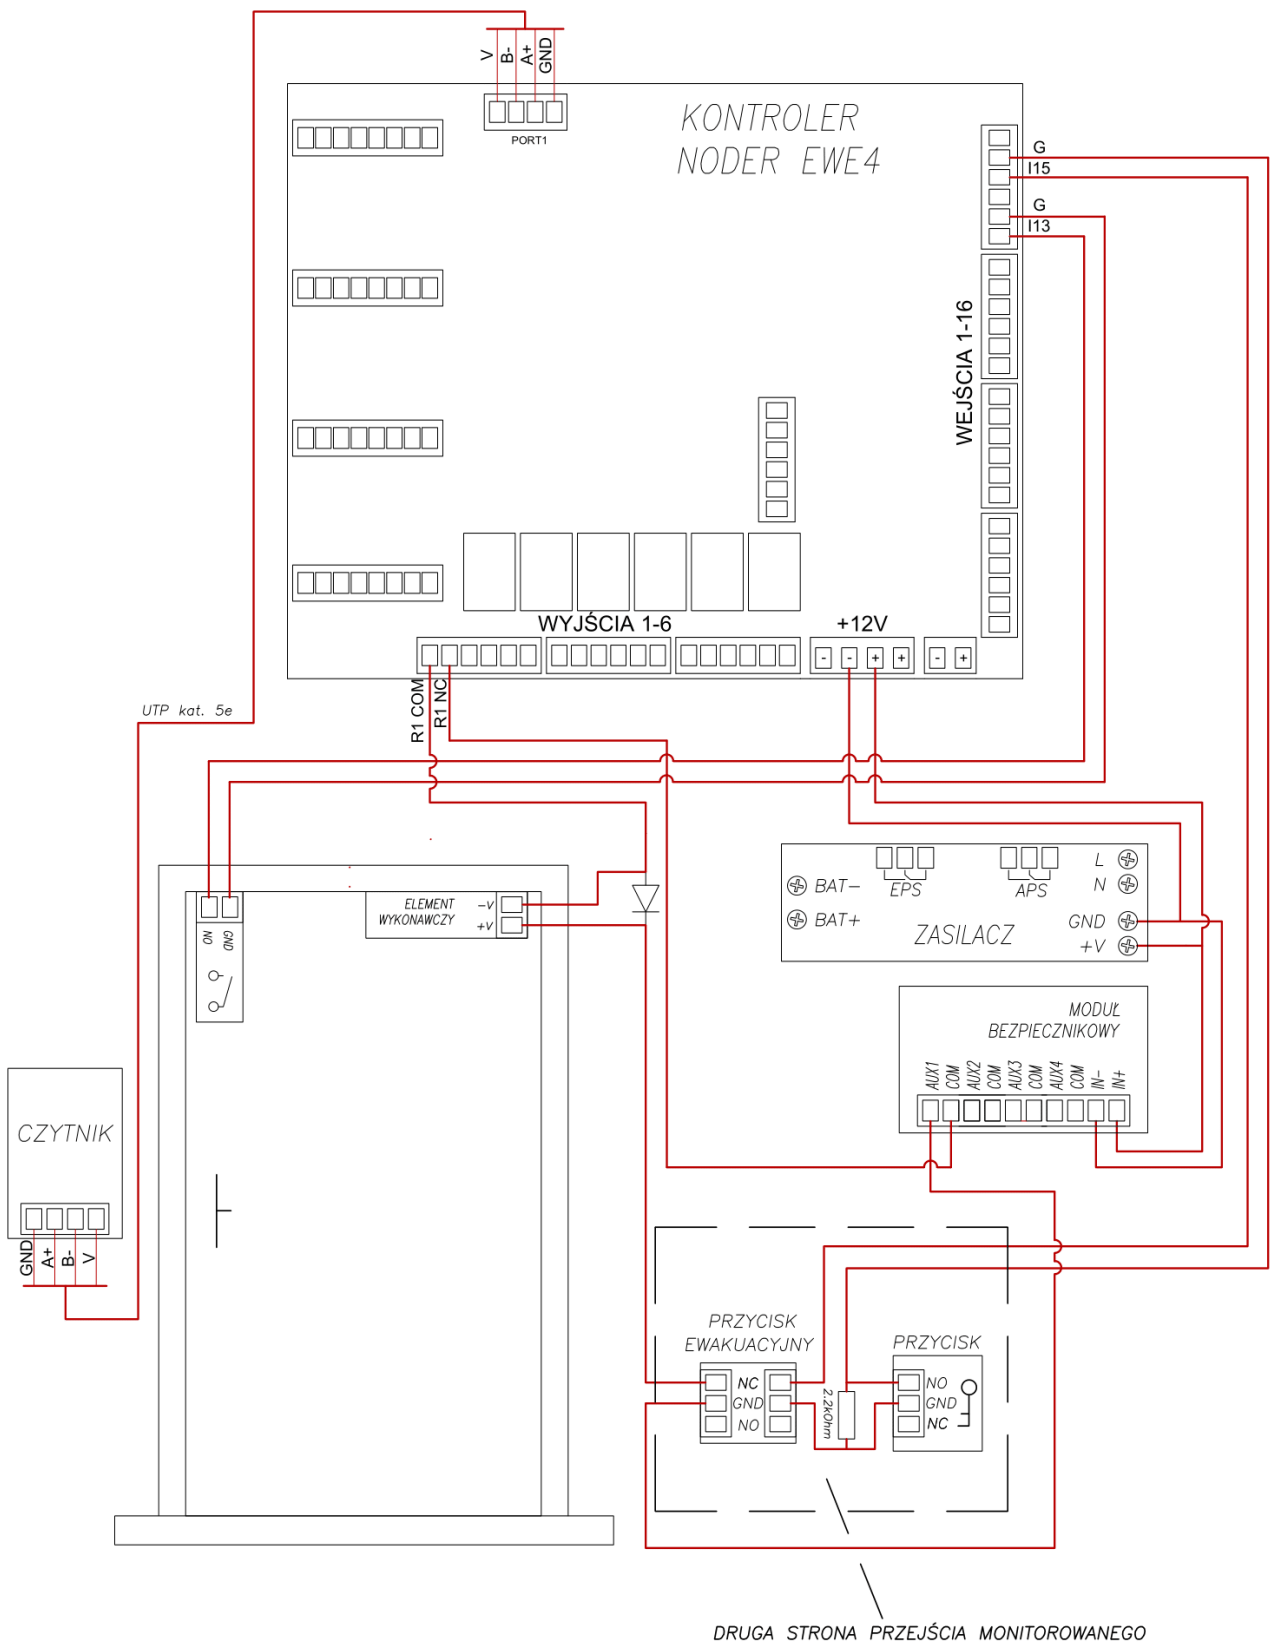 V
B-
A+
GND
PORT1
KONTROLER
NODER EWE4
G
I15
G
I13
WEJŚCIA 1-16
WYJŚCIA 1-6
+12V
- - + +
- +
R1 COM
R1 NC
UTP kat. 5e
ELEMENT
WYKONAWCZY
-V
+V
NO
GND
BAT-
BAT+
EPS
APS
L
N
GND
+V
ZASILACZ
MODUŁ
BEZPIECZNIKOWY
AUX1
COM
AUX2
COM
AUX3
COM
AUX4
COM
IN-
IN+
CZYTNIK
GND
A+
B-
V
PRZYCISK
EWAKUACYJNY
NC
GND
NO
2.2kOhm
PRZYCISK
NO
GND
NC
DRUGA STRONA PRZEJŚCIA MONITOROWANEGO